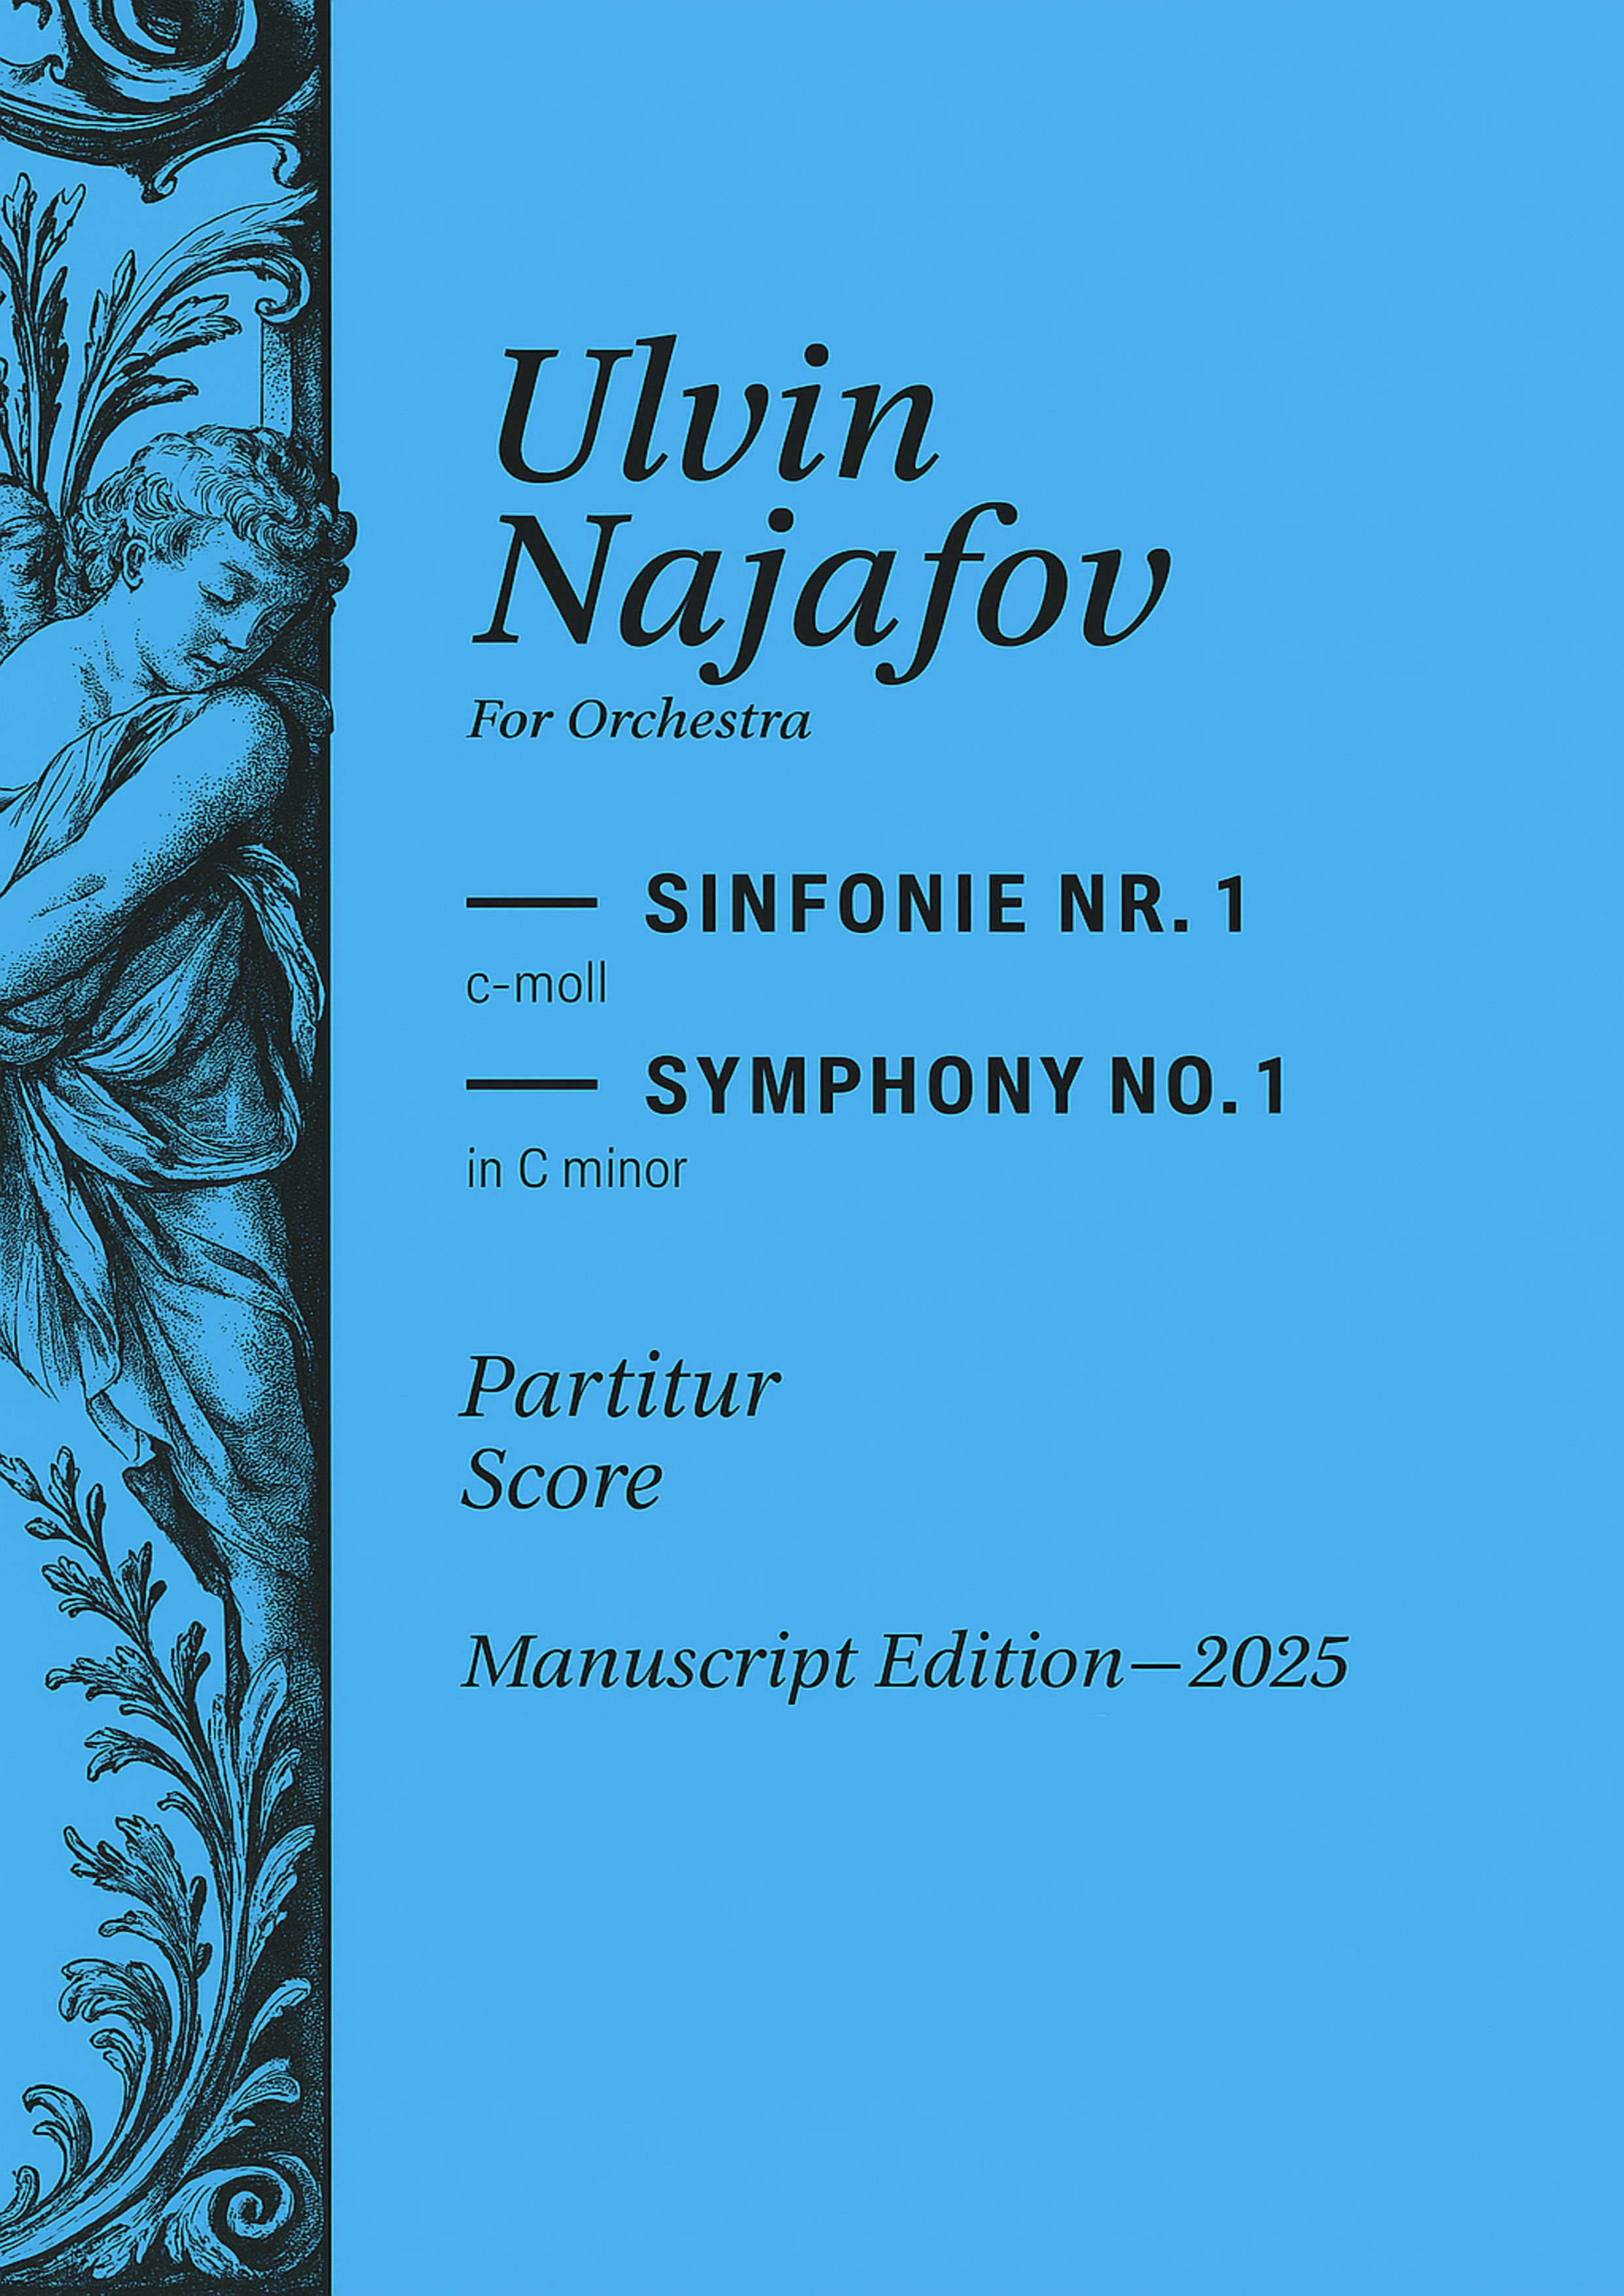 Ulvin
Najafov
For Orchestra
— SINFONIE NR. 1
c-moll
— SYMPHONY NO. 1
in C minor
Partitur
Score
Manuscript Edition—2025